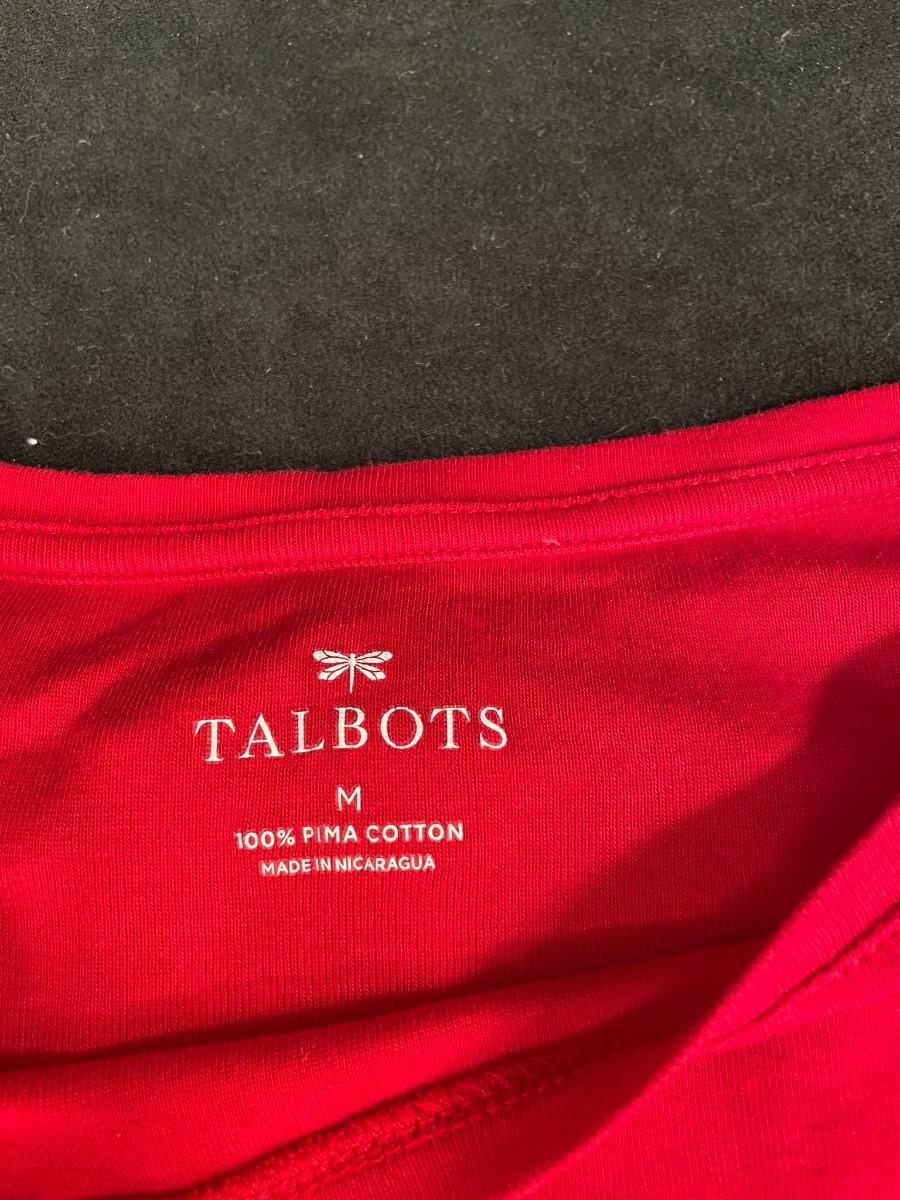 TALBOTS
M
100% PIMA COTTON
MADE IN NICARAGUA